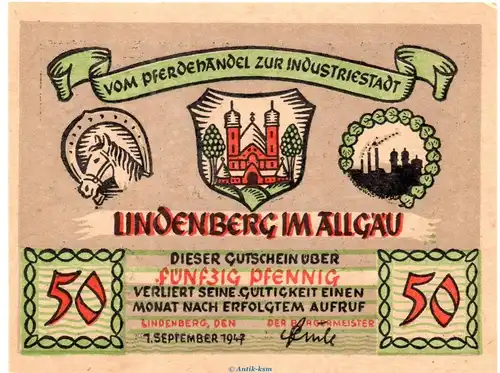 VOM PFERDEHANDEL ZUR INDUSTRIESTADT
LINDENBERG IM ALLGÄU
DIESER GUTSCHEIN ÜBER
FÜNFZIG PFENNIG
VERLIERT SEINE GÜLTIGKEIT EINEN
MONAT NACH ERFOLGTEM AUFRUF
LINDENBERG, DEN DER BÜRGERMEISTER
1. SEPTEMBER 1947
50 50
© Antik-ksm